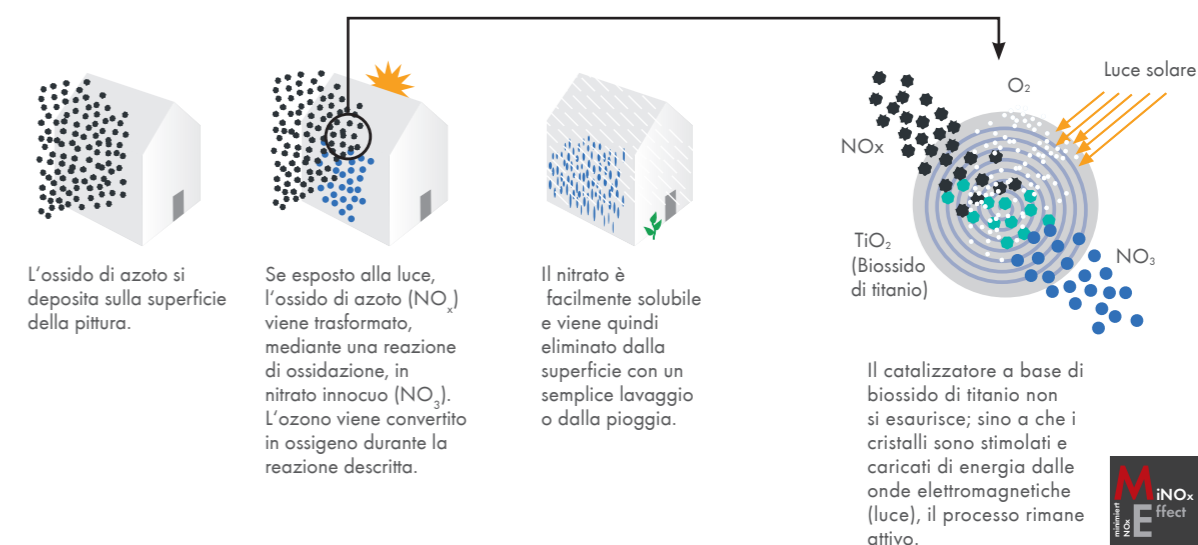 L'ossido di azoto si
deposita sulla superficie
della pittura.
Se esposto alla luce,
l'ossido di azoto (NOx)
viene trasformato,
mediante una reazione
di ossidazione, in
nitrato innocuo (NO3).
L'ozono viene convertito
in ossigeno durante la
reazione descritta.
Il nitrato è
facilmente solubile
e viene quindi
eliminato dalla
superficie con un
semplice lavaggio
o dalla pioggia.
O2
Luce solare
NOx
TiO2
(Biossido
di titanio)
NO3
Il catalizzatore a base di
biossido di titanio non
si esaurisce; sino a che i
cristalli sono stimolati e
caricati di energia dalle
onde elettromagnetiche
(luce), il processo rimane
attivo.
MiNOx
Effect
minimiert
NOx